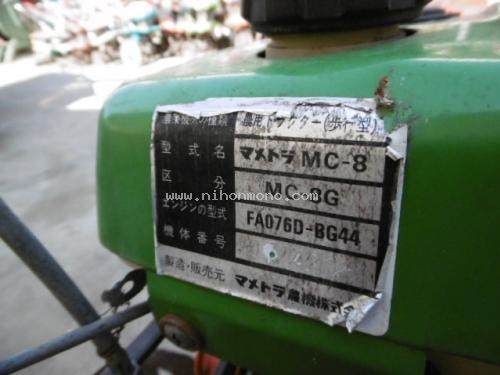 農用トラクター(歩行型)
型式名 マメトラ MC-8
区分 MC-8G
エンジンの型式 FA076D-BG44
機体番号
製造・販売元 マメトラ農機株式会
www.nihonmono.com